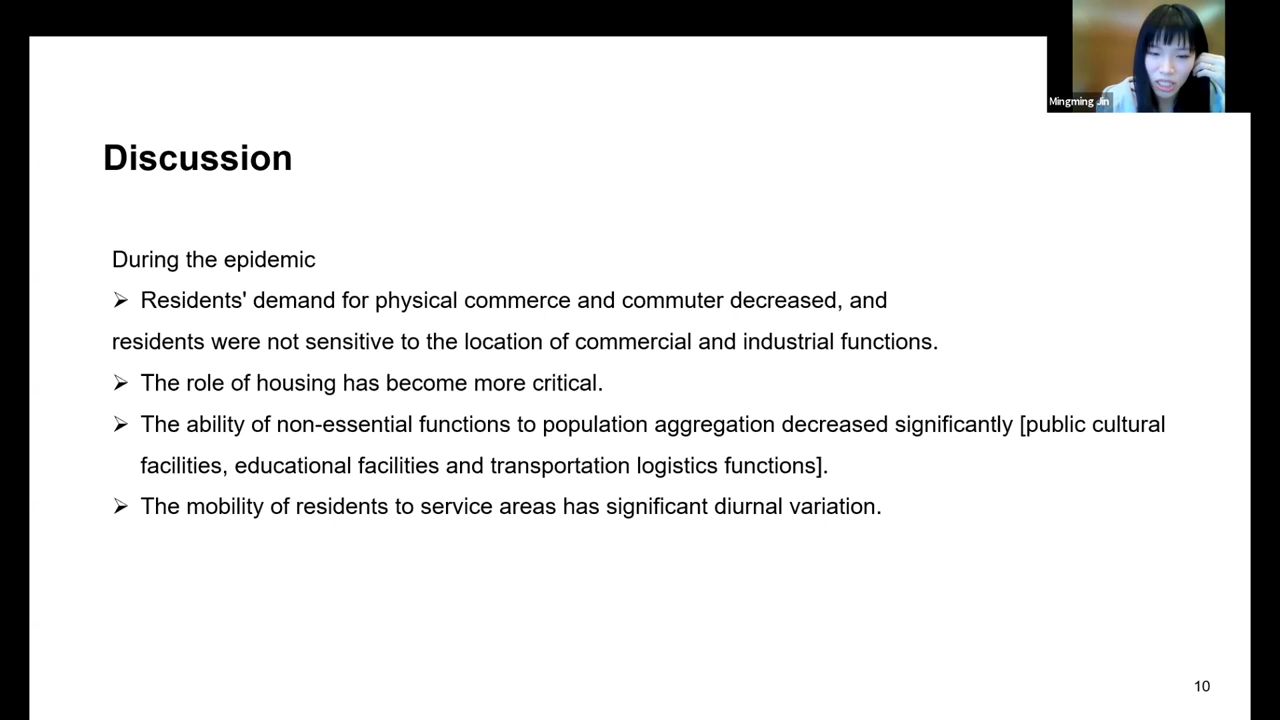 Mingming Jin
Discussion
During the epidemic
➢ Residents' demand for physical commerce and commuter decreased, and
residents were not sensitive to the location of commercial and industrial functions.
➢ The role of housing has become more critical.
➢ The ability of non-essential functions to population aggregation decreased significantly [public cultural
facilities, educational facilities and transportation logistics functions].
➢ The mobility of residents to service areas has significant diurnal variation.
10